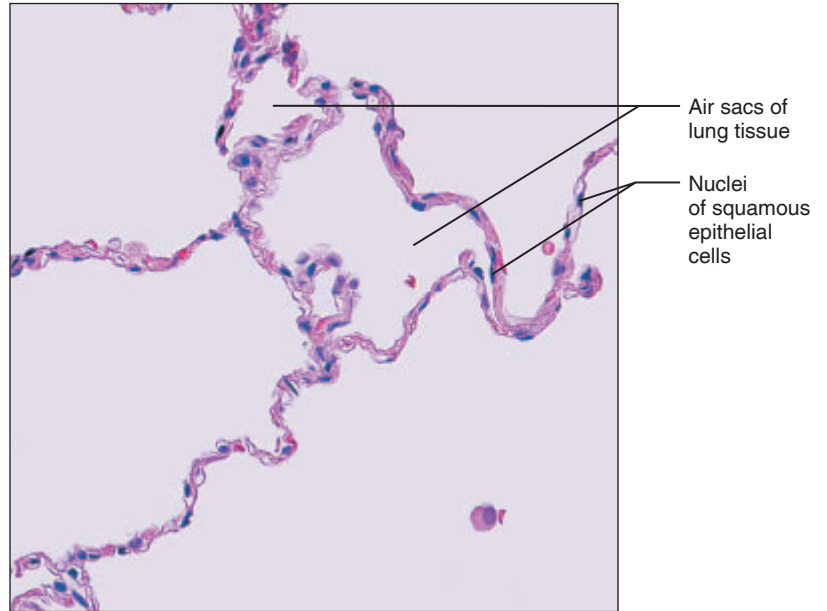 Air sacs of
lung tissue
Nuclei
of squamous
epithelial
cells